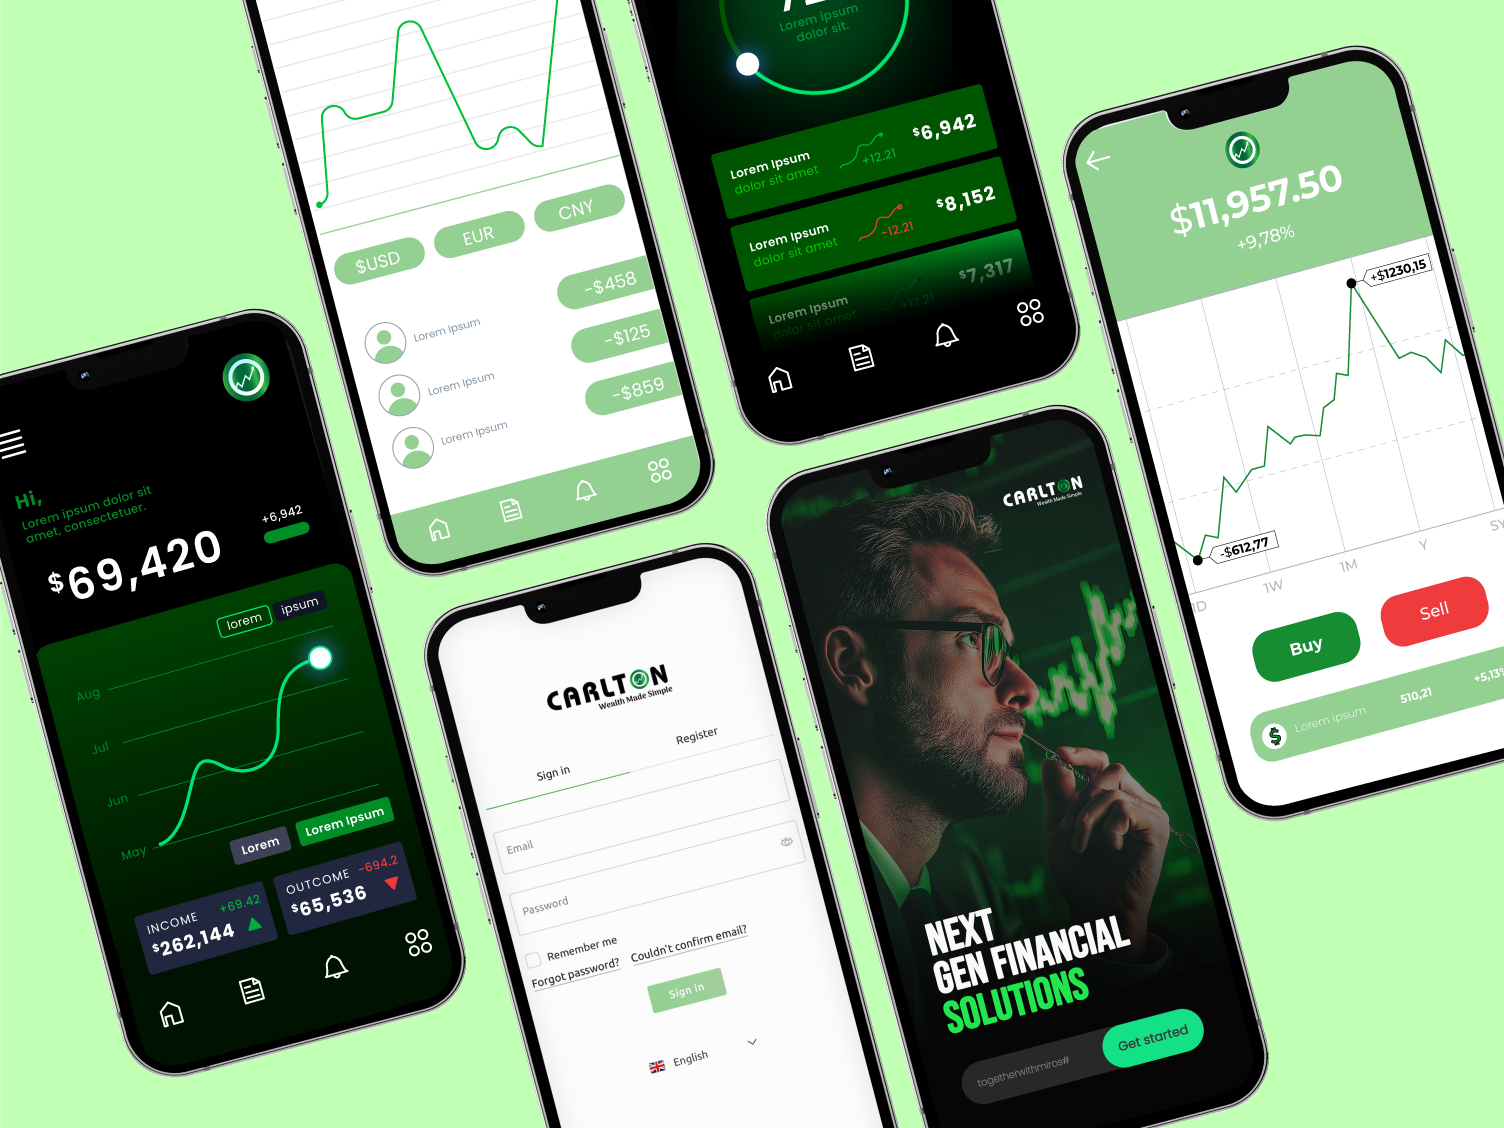 Hi,
Lorem ipsum dolor sit
amet, consectetuer.
$69,420
+6,942
lorem
ipsum
Aug
Jul
Jun
May
Lorem
Lorem Ipsum
INCOME
+69.42
$262,144
OUTCOME
-694.2
$65,536
$USD
EUR
CNY
Lorem Ipsum
-$458
Lorem Ipsum
-$125
Lorem Ipsum
-$859
CARLTON
Wealth Made Simple
Sign in
Register
Email
Password
Remember me
Forgot password?
Couldn't confirm email?
Sign in
English
Lorem Ipsum
dolor sit.
Lorem Ipsum
dolor sit amet
+12.21
$6,942
Lorem Ipsum
dolor sit amet
-12.21
$8,152
Lorem Ipsum
dolor sit amet
+12.21
$7,317
CARLTON
Wealth Made Simple
NEXT
GEN FINANCIAL
SOLUTIONS
togetherwithmiros#
Get started
$11,957.50
+9,78%
+$1230,15
-$612,77
1D
1W
1M
Y
5Y
Buy
Sell
$
Lorem ipsum
510,21
+5,13%